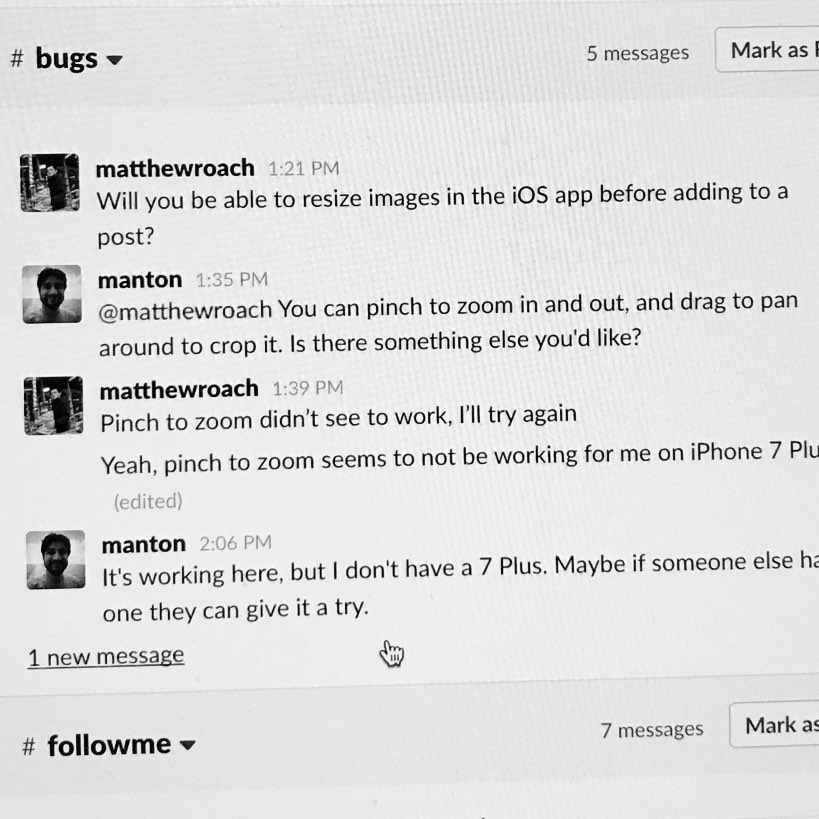 # bugs
5 messages
Mark as
matthewroach 1:21 PM
Will you be able to resize images in the iOS app before adding to a
post?
manton 1:35 PM
@matthewroach You can pinch to zoom in and out, and drag to pan
around to crop it. Is there something else you'd like?
matthewroach 1:39 PM
Pinch to zoom didn’t see to work, I’ll try again
Yeah, pinch to zoom seems to not be working for me on iPhone 7 Plu
(edited)
manton 2:06 PM
It's working here, but I don't have a 7 Plus. Maybe if someone else ha
one they can give it a try.
1 new message
# followme
7 messages
Mark as